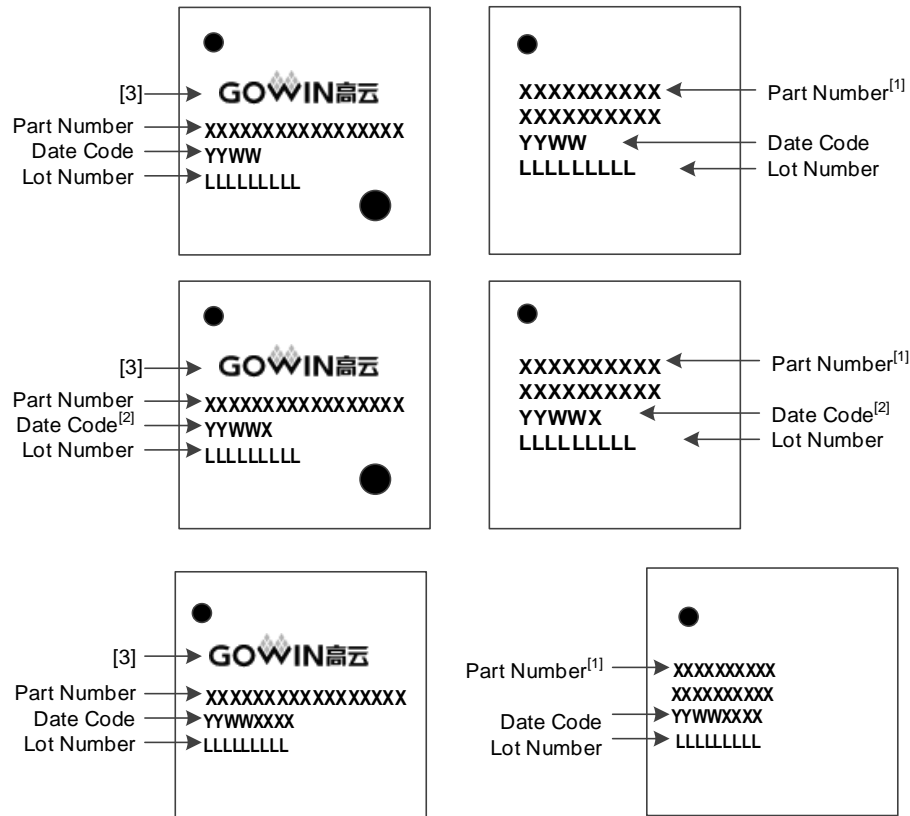 [3] GOWIN高云
Part Number XXXXXXXXXXXXXXXXX
Date Code YYWW
Lot Number LLLLLLLLL
XXXXXXXXXX Part Number[1]
XXXXXXXXXX
YYWW Date Code
LLLLLLLLL Lot Number
[3] GOWIN高云
Part Number XXXXXXXXXXXXXXXXX
Date Code[2] YYWWX
Lot Number LLLLLLLLL
XXXXXXXXXX Part Number[1]
XXXXXXXXXX
YYWWX Date Code[2]
LLLLLLLLL Lot Number
[3] GOWIN高云
Part Number XXXXXXXXXXXXXXXXX
Date Code YYWWXXXX
Lot Number LLLLLLLLL
Part Number[1] XXXXXXXXXX
XXXXXXXXXX
Date Code YYWWXXXX
Lot Number LLLLLLLLL